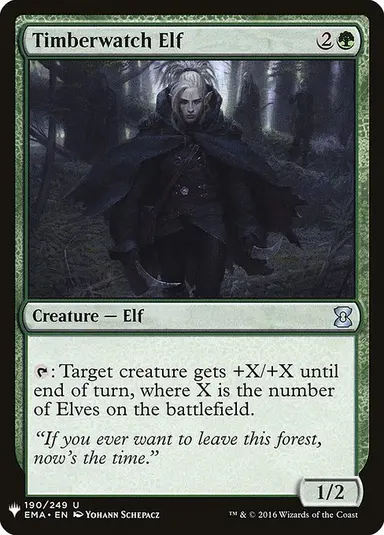 Timberwatch Elf 2
Creature — Elf
: Target creature gets +X/+X until
end of turn, where X is the number
of Elves on the battlefield.
“If you ever want to leave this forest,
now’s the time.”
1/2
190/249 U
EMA • EN Yohann Schepacz
™ & © 2016 Wizards of the Coast